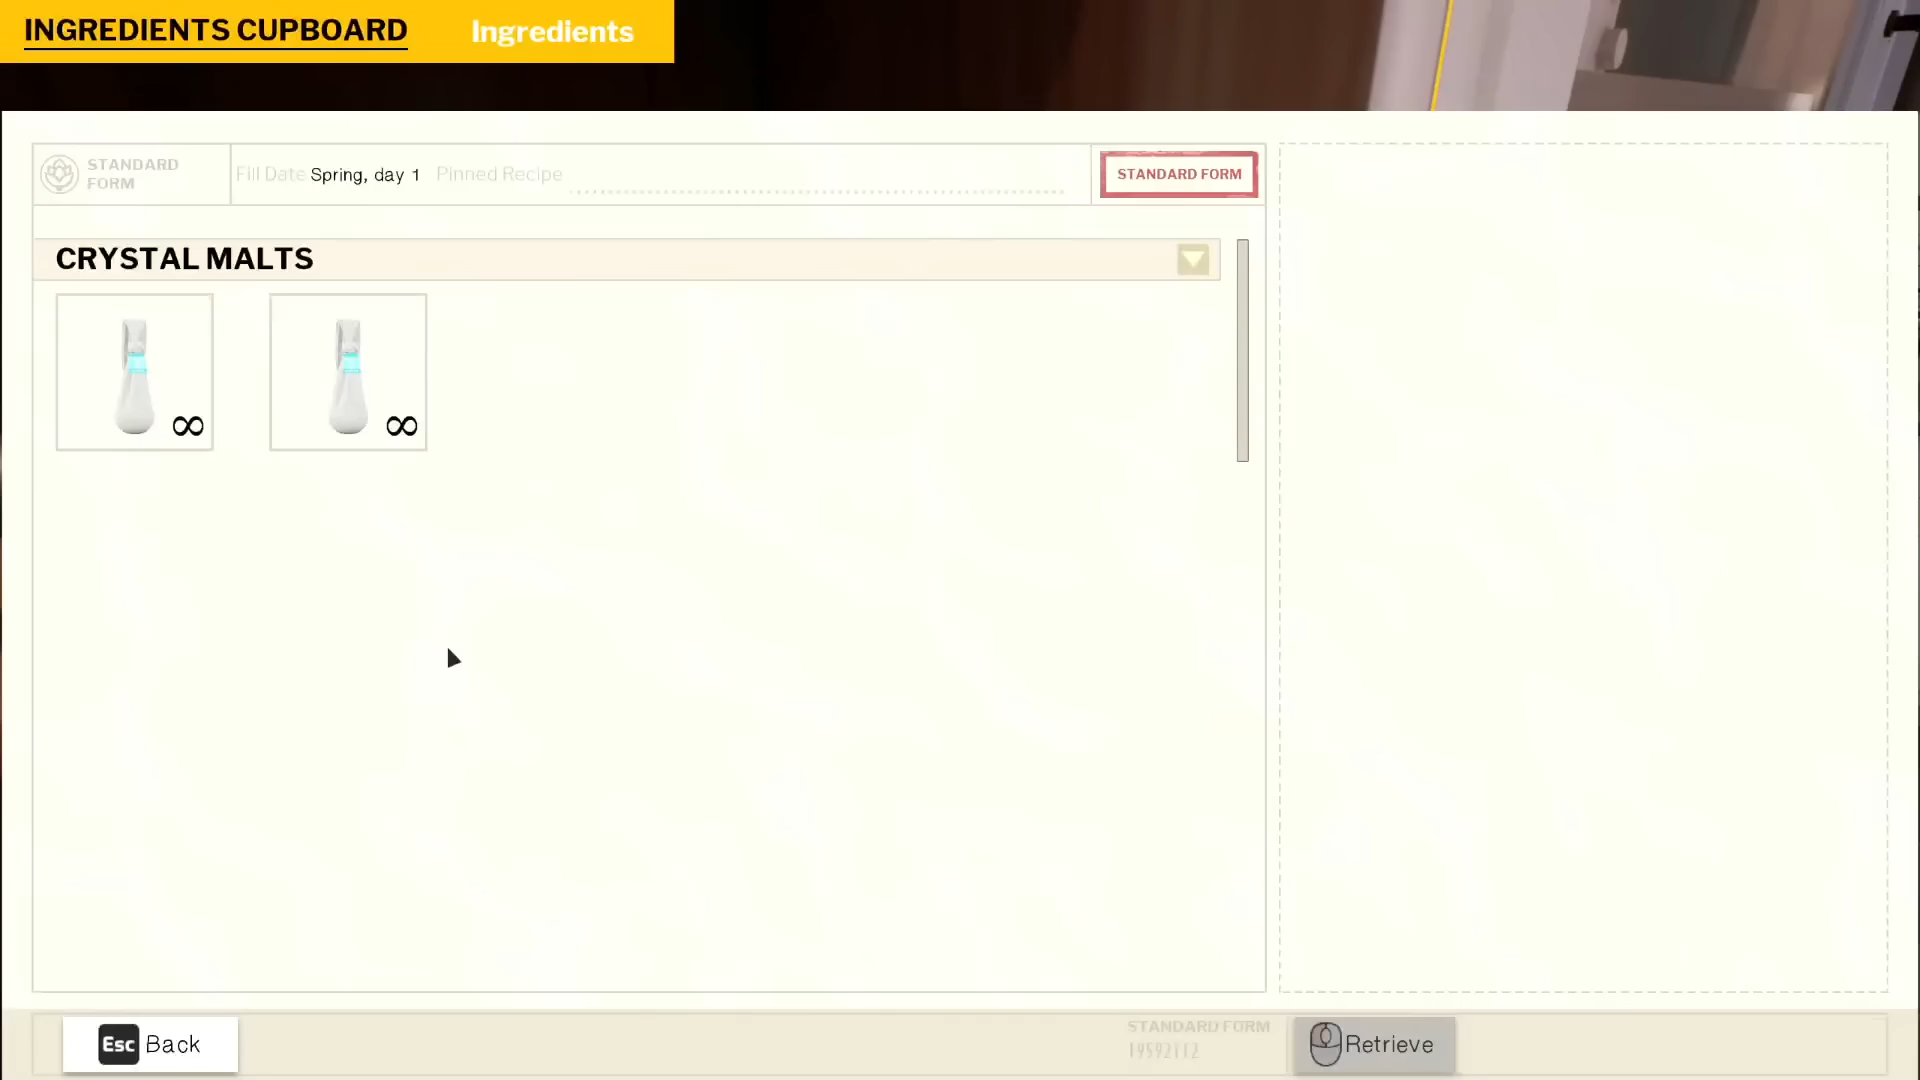 INGREDIENTS CUPBOARD Ingredients
STANDARD FORM
Fill Date Spring, day 1 Pinned Recipe
STANDARD FORM
CRYSTAL MALTS
∞ ∞
Esc Back
STANDARD FORM
19592112
Retrieve